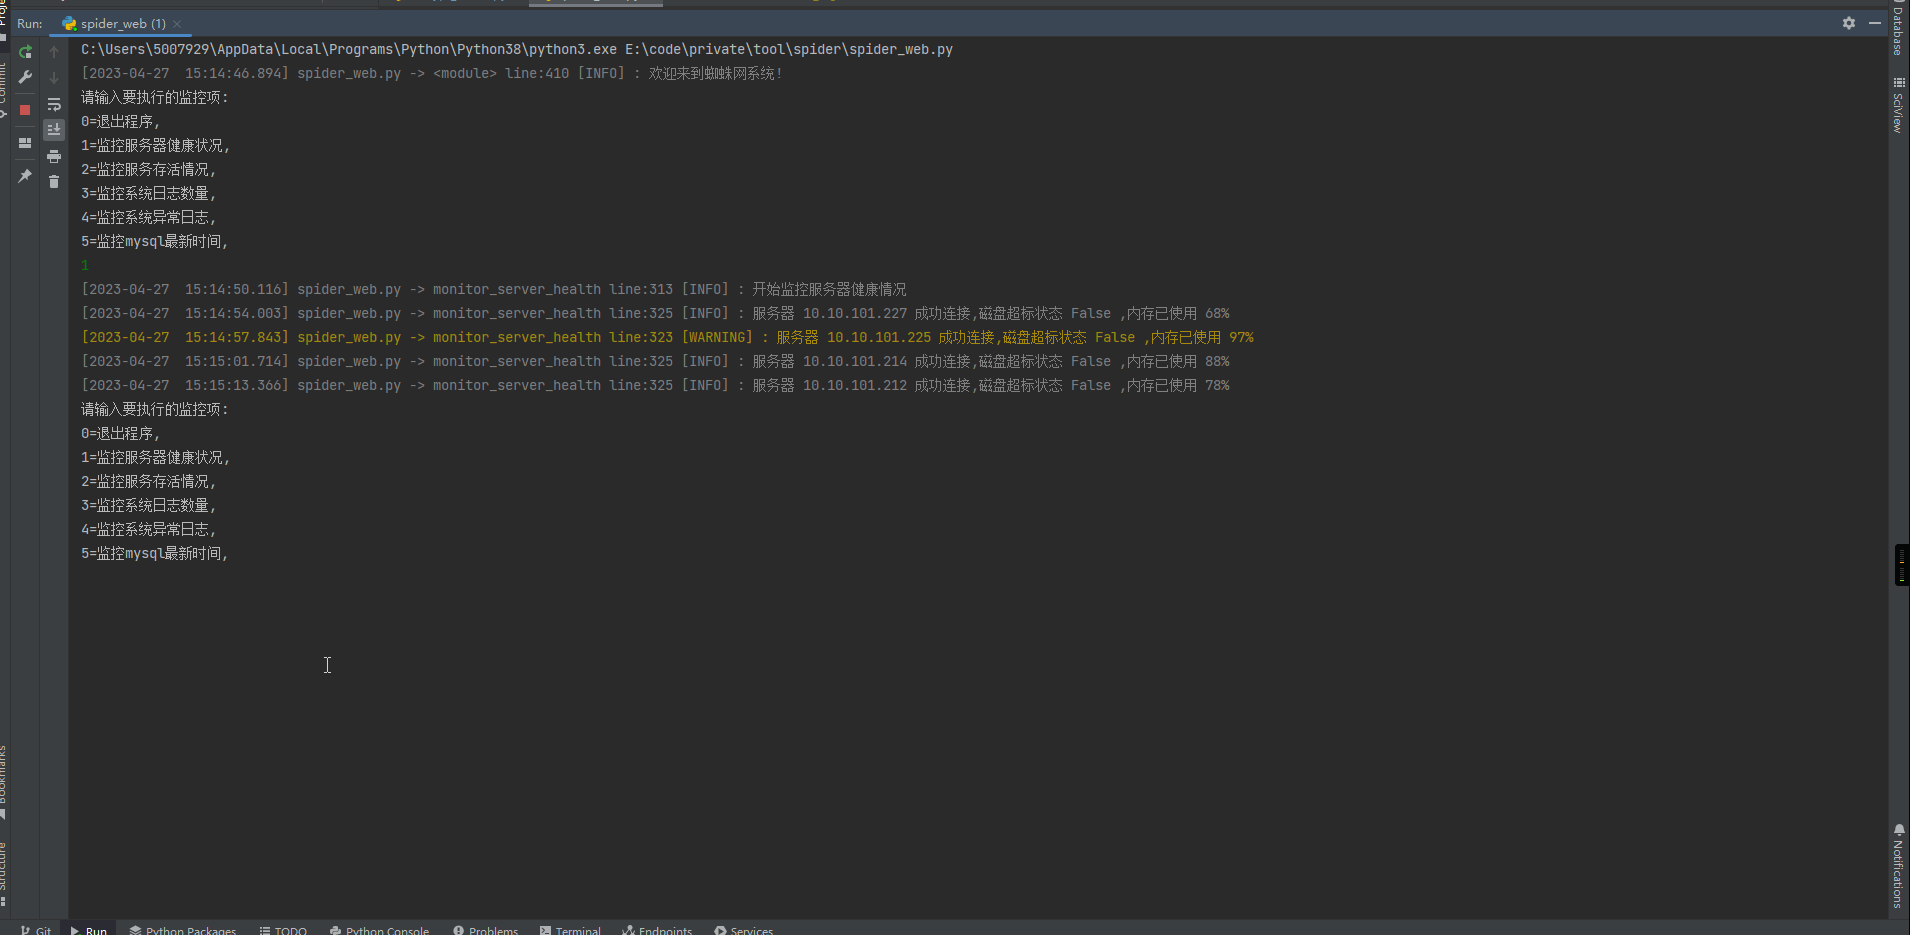 Run:
spider_web (1)
C:\Users\5007929\AppData\Local\Programs\Python\Python38\python3.exe E:\code\private\tool\spider\spider_web.py
[2023-04-27  15:14:46.894] spider_web.py -> <module> line:410 [INFO] : 欢迎来到蜘蛛网系统!
请输入要执行的监控项:
0=退出程序,
1=监控服务器健康状况,
2=监控服务存活情况,
3=监控系统日志数量,
4=监控系统异常日志,
5=监控mysql最新时间,
1
[2023-04-27  15:14:50.116] spider_web.py -> monitor_server_health line:313 [INFO] : 开始监控服务器健康情况
[2023-04-27  15:14:54.003] spider_web.py -> monitor_server_health line:325 [INFO] : 服务器 10.10.101.227 成功连接,磁盘超标状态 False ,内存已使用 68%
[2023-04-27  15:14:57.843] spider_web.py -> monitor_server_health line:323 [WARNING] : 服务器 10.10.101.225 成功连接,磁盘超标状态 False ,内存已使用 97%
[2023-04-27  15:15:01.714] spider_web.py -> monitor_server_health line:325 [INFO] : 服务器 10.10.101.214 成功连接,磁盘超标状态 False ,内存已使用 88%
[2023-04-27  15:15:13.366] spider_web.py -> monitor_server_health line:325 [INFO] : 服务器 10.10.101.212 成功连接,磁盘超标状态 False ,内存已使用 78%
请输入要执行的监控项:
0=退出程序,
1=监控服务器健康状况,
2=监控服务存活情况,
3=监控系统日志数量,
4=监控系统异常日志,
5=监控mysql最新时间,
Commit
Bookmarks
Structure
Database
SciView
Notifications
Git
Run
Python Packages
TODO
Python Console
Problems
Terminal
Endpoints
Services